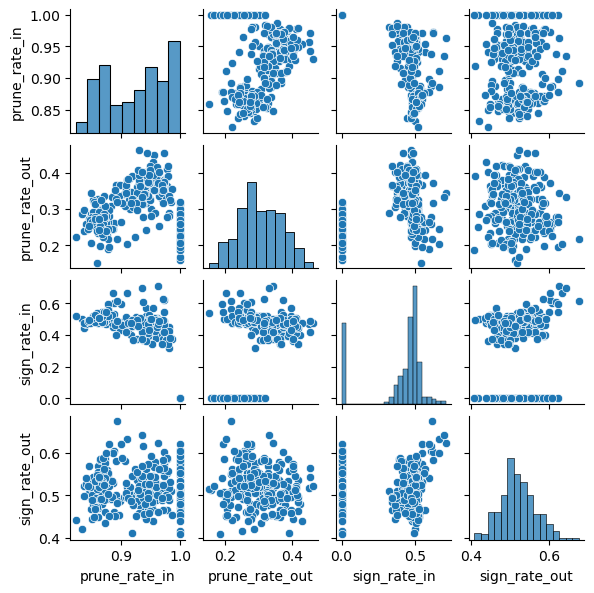 1.00
0.95
0.90
0.85
prune_rate_in
0.4
0.3
0.2
prune_rate_out
0.6
0.4
0.2
0.0
sign_rate_in
0.6
0.5
0.4
sign_rate_out
0.9 1.0
prune_rate_in
0.2 0.4
prune_rate_out
0.0 0.5
sign_rate_in
0.4 0.6
sign_rate_out